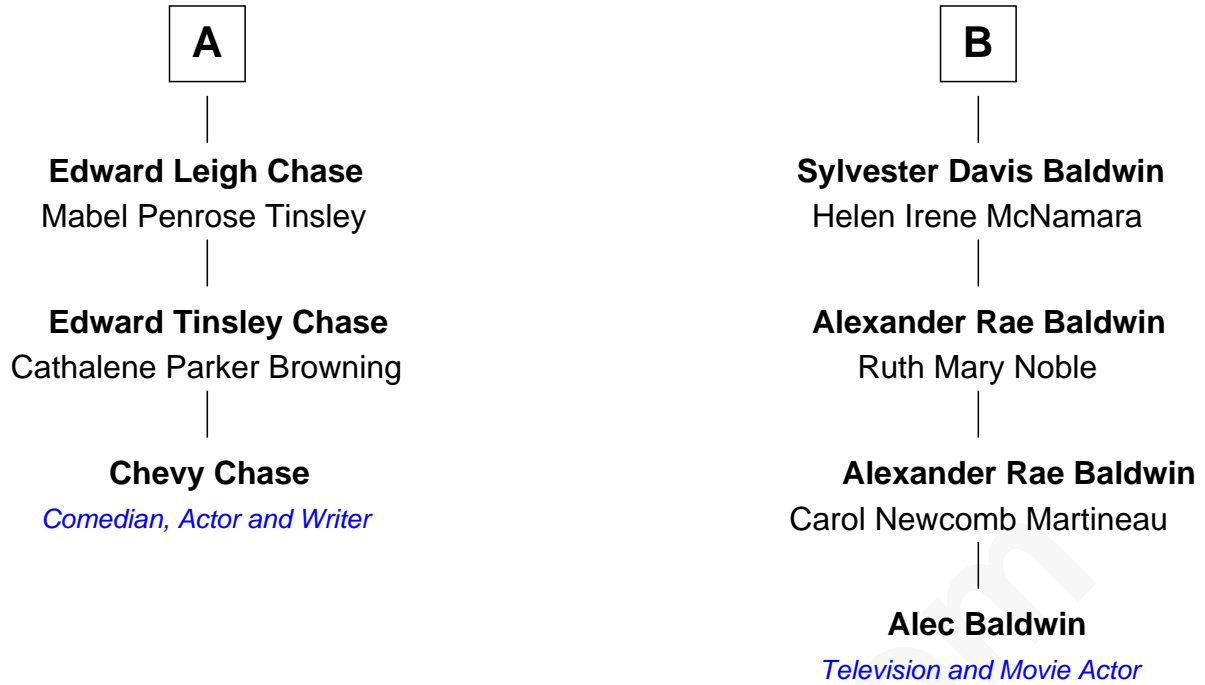 A
Edward Leigh Chase
Mabel Penrose Tinsley
Edward Tinsley Chase
Cathalene Parker Browning
Chevy Chase
Comedian, Actor and Writer
B
Sylvester Davis Baldwin
Helen Irene McNamara
Alexander Rae Baldwin
Ruth Mary Noble
Alexander Rae Baldwin
Carol Newcomb Martineau
Alec Baldwin
Television and Movie Actor